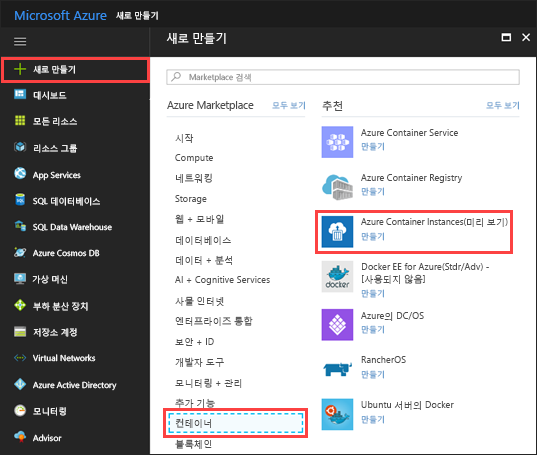 Microsoft Azure 새로 만들기
새로 만들기
대시보드
모든 리소스
리소스 그룹
App Services
SQL 데이터베이스
SQL Data Warehouse
Azure Cosmos DB
가상 머신
부하 분산 장치
저장소 계정
Virtual Networks
Azure Active Directory
모니터링
Advisor
새로 만들기
Marketplace 검색
Azure Marketplace 모두 보기
시작
Compute
네트워킹
Storage
웹 + 모바일
데이터베이스
데이터 + 분석
AI + Cognitive Services
사물 인터넷
엔터프라이즈 통합
보안 + ID
개발자 도구
모니터링 + 관리
추가 기능
컨테이너
블록체인
추천 모두 보기
Azure Container Service
만들기
Azure Container Registry
만들기
Azure Container Instances(미리 보기)
만들기
docker
Docker EE for Azure(Stdr/Adv) -
[사용되지 않음]
만들기
Azure의 DC/OS
만들기
RancherOS
만들기
Ubuntu 서버의 Docker
만들기